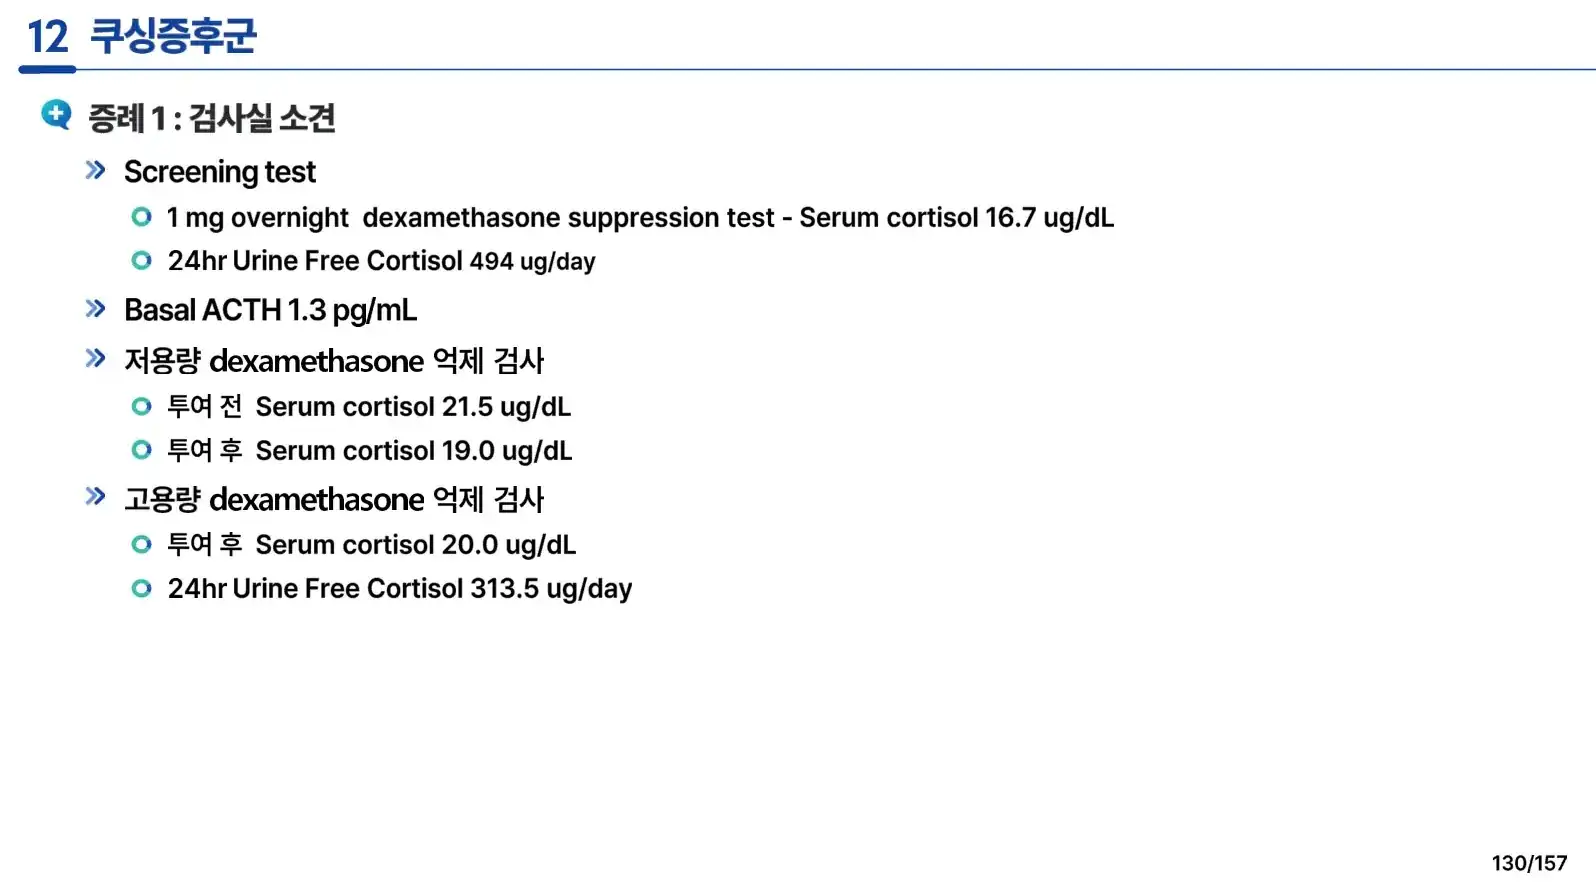 12 쿠싱증후군
증례 1 : 검사실 소견
Screening test
1 mg overnight dexamethasone suppression test - Serum cortisol 16.7 ug/dL
24hr Urine Free Cortisol 494 ug/day
Basal ACTH 1.3 pg/mL
저용량 dexamethasone 억제 검사
투여 전 Serum cortisol 21.5 ug/dL
투여 후 Serum cortisol 19.0 ug/dL
고용량 dexamethasone 억제 검사
투여 후 Serum cortisol 20.0 ug/dL
24hr Urine Free Cortisol 313.5 ug/day
130/157